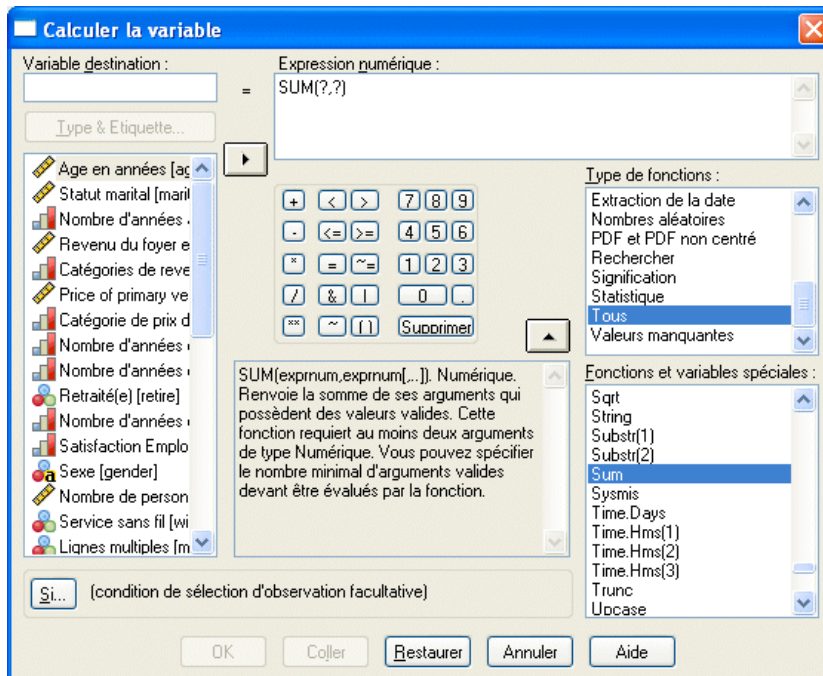 Calculer la variable
Variable destination :
=
Expression numérique :
SUM(?,?)
Type & Etiquette...
Age en années [ag
Statut marital [marit
Nombre d'années
Revenu du foyer e
Catégories de reve
Price of primary ve
Catégorie de prix d
Nombre d'années
Nombre d'années
Retraité(e) [retire]
Nombre d'années
Satisfaction Emplo
Sexe [gender]
Nombre de person
Service sans fil [wi
Lignes multiples [m
+ < > 7 8 9
- <= >= 4 5 6
* = ~= 1 2 3
/ & | 0 .
** ~ () Supprimer
Type de fonctions :
Extraction de la date
Nombres aléatoires
PDF et PDF non centré
Rechercher
Signification
Statistique
Tous
Valeurs manquantes
SUM(exprnum,exprnum[,..]). Numérique.
Renvoie la somme de ses arguments qui
possèdent des valeurs valides. Cette
fonction requiert au moins deux arguments
de type Numérique. Vous pouvez spécifier
le nombre minimal d'arguments valides
devant être évalués par la fonction.
Fonctions et variables spéciales :
Sqrt
String
Substr(1)
Substr(2)
Sum
Sysmis
Time.Days
Time.Hms(1)
Time.Hms(2)
Time.Hms(3)
Trunc
Upcase
Si... (condition de sélection d'observation facultative)
OK Coller Restaurer Annuler Aide